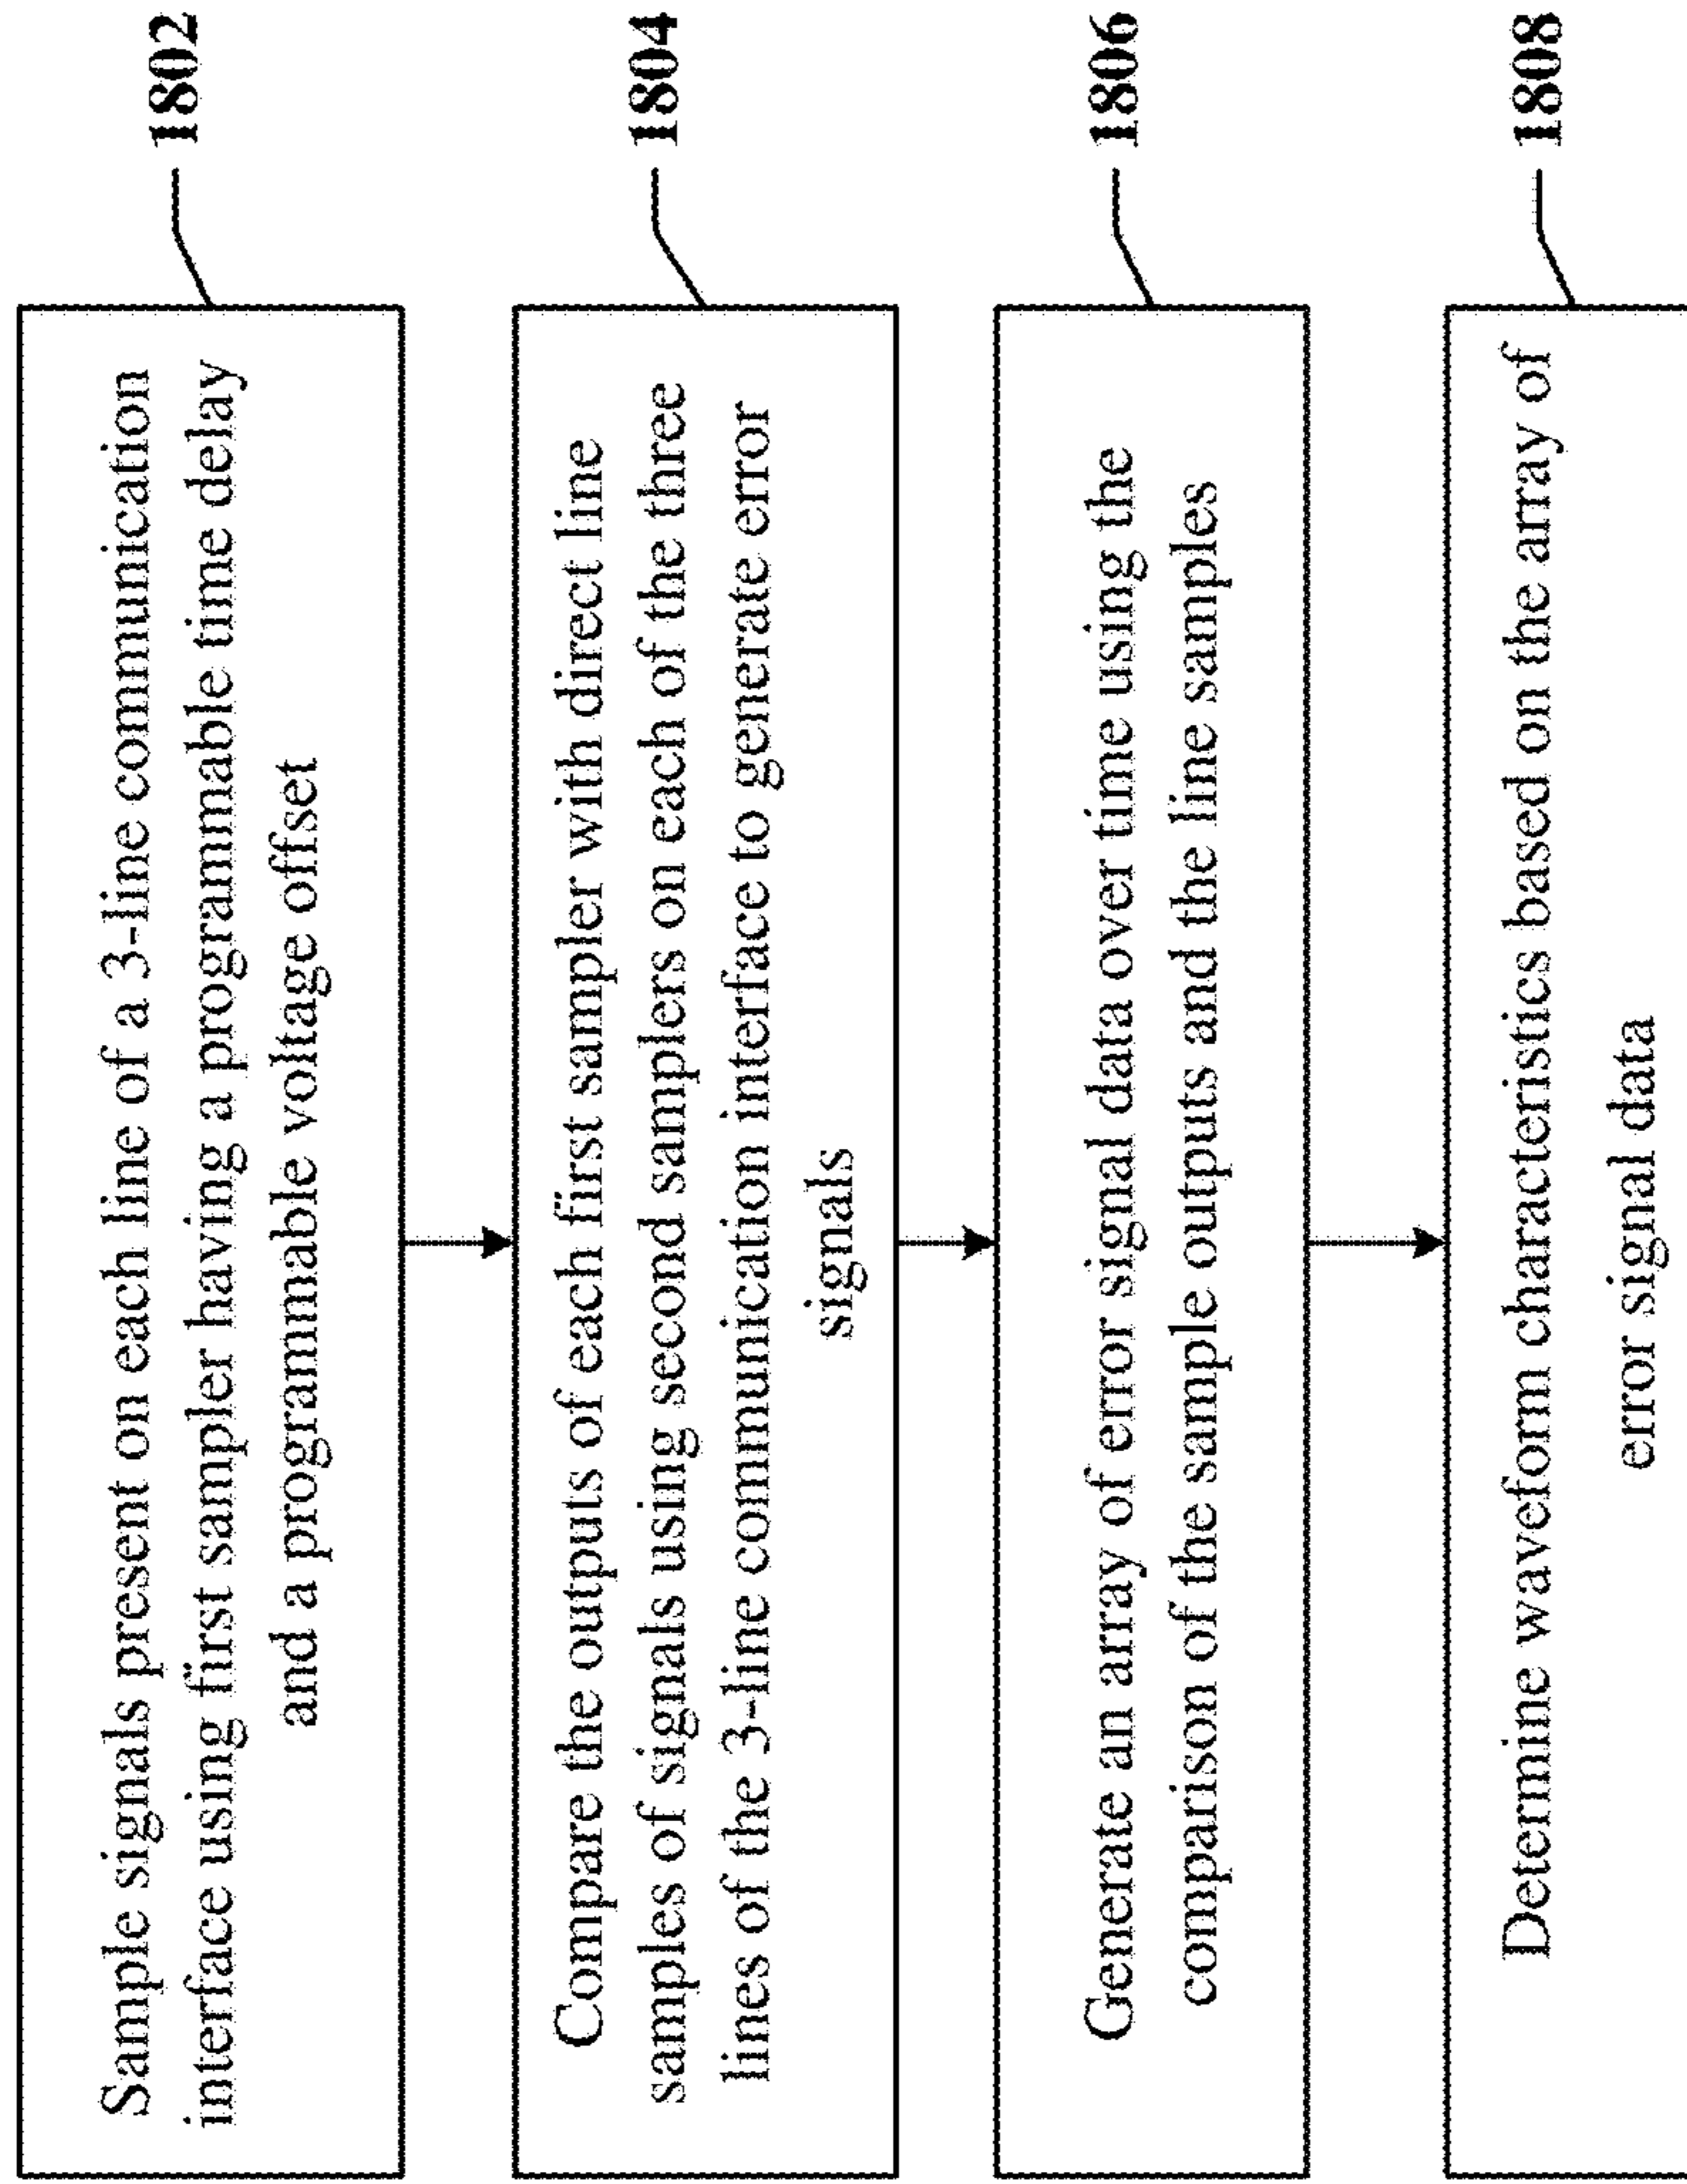 Sample signals present on each line of a 3-line communication
interface using first sampler having a programmable time delay
and a programmable voltage offset
1802
Compare the outputs of each first sampler with direct line
samples of signals using second samplers on each of the three
lines of the 3-line communication interface to generate error
signals
1804
Generate an array of error signal data over time using the
comparison of the sample outputs and the line samples
1806
Determine waveform characteristics based on the array of
error signal data
1808